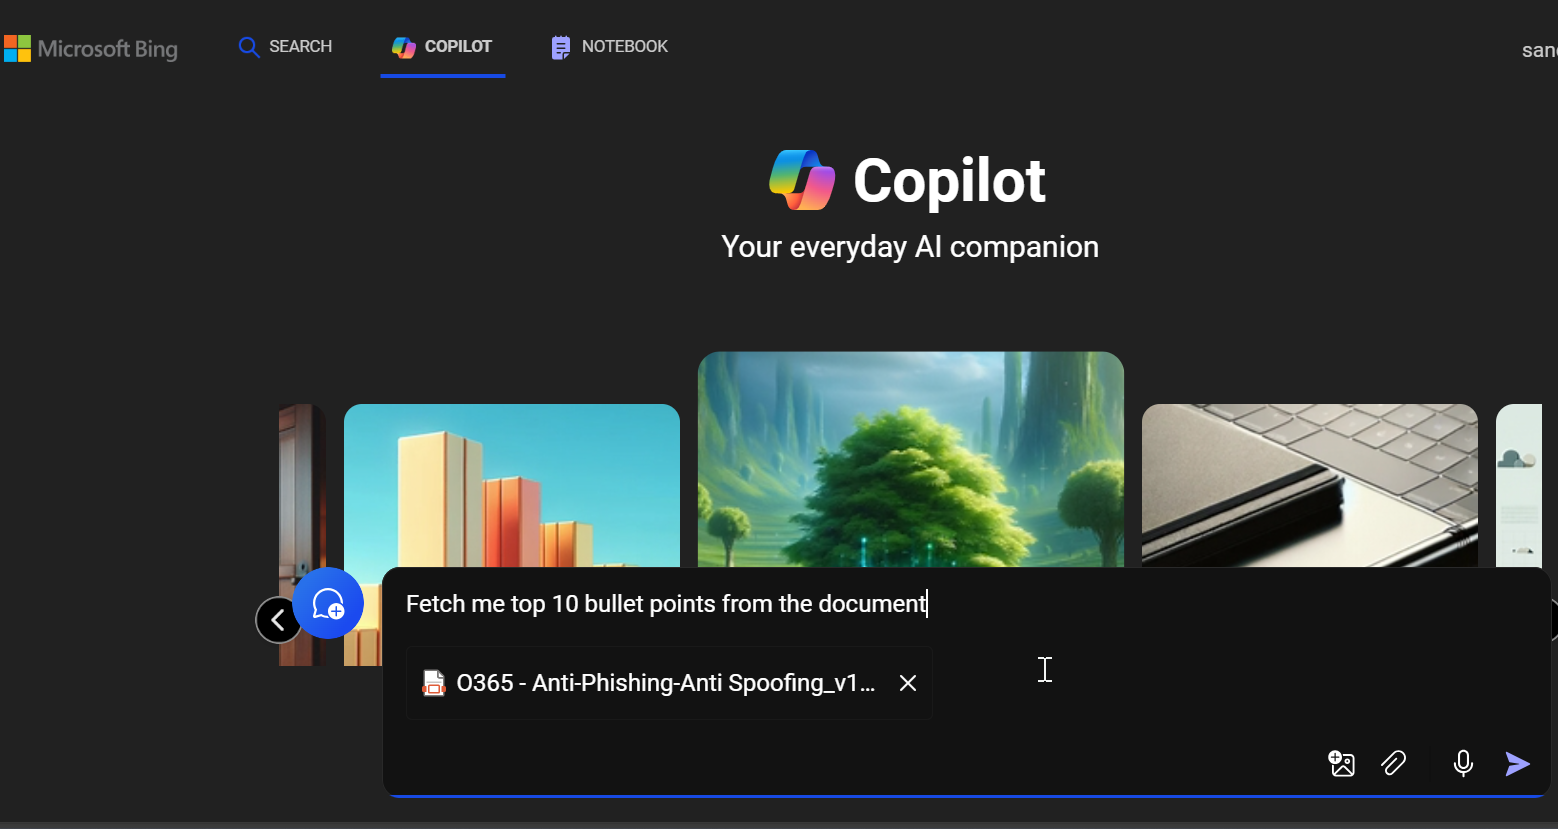 Microsoft Bing
SEARCH
COPILOT
NOTEBOOK
Copilot
Your everyday AI companion
Fetch me top 10 bullet points from the document
O365 - Anti-Phishing-Anti Spoofing_v1...